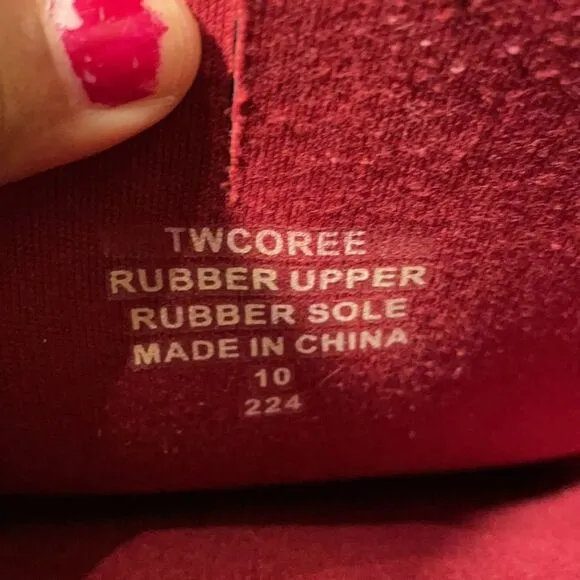 TWCOREE
RUBBER UPPER
RUBBER SOLE
MADE IN CHINA
10
224